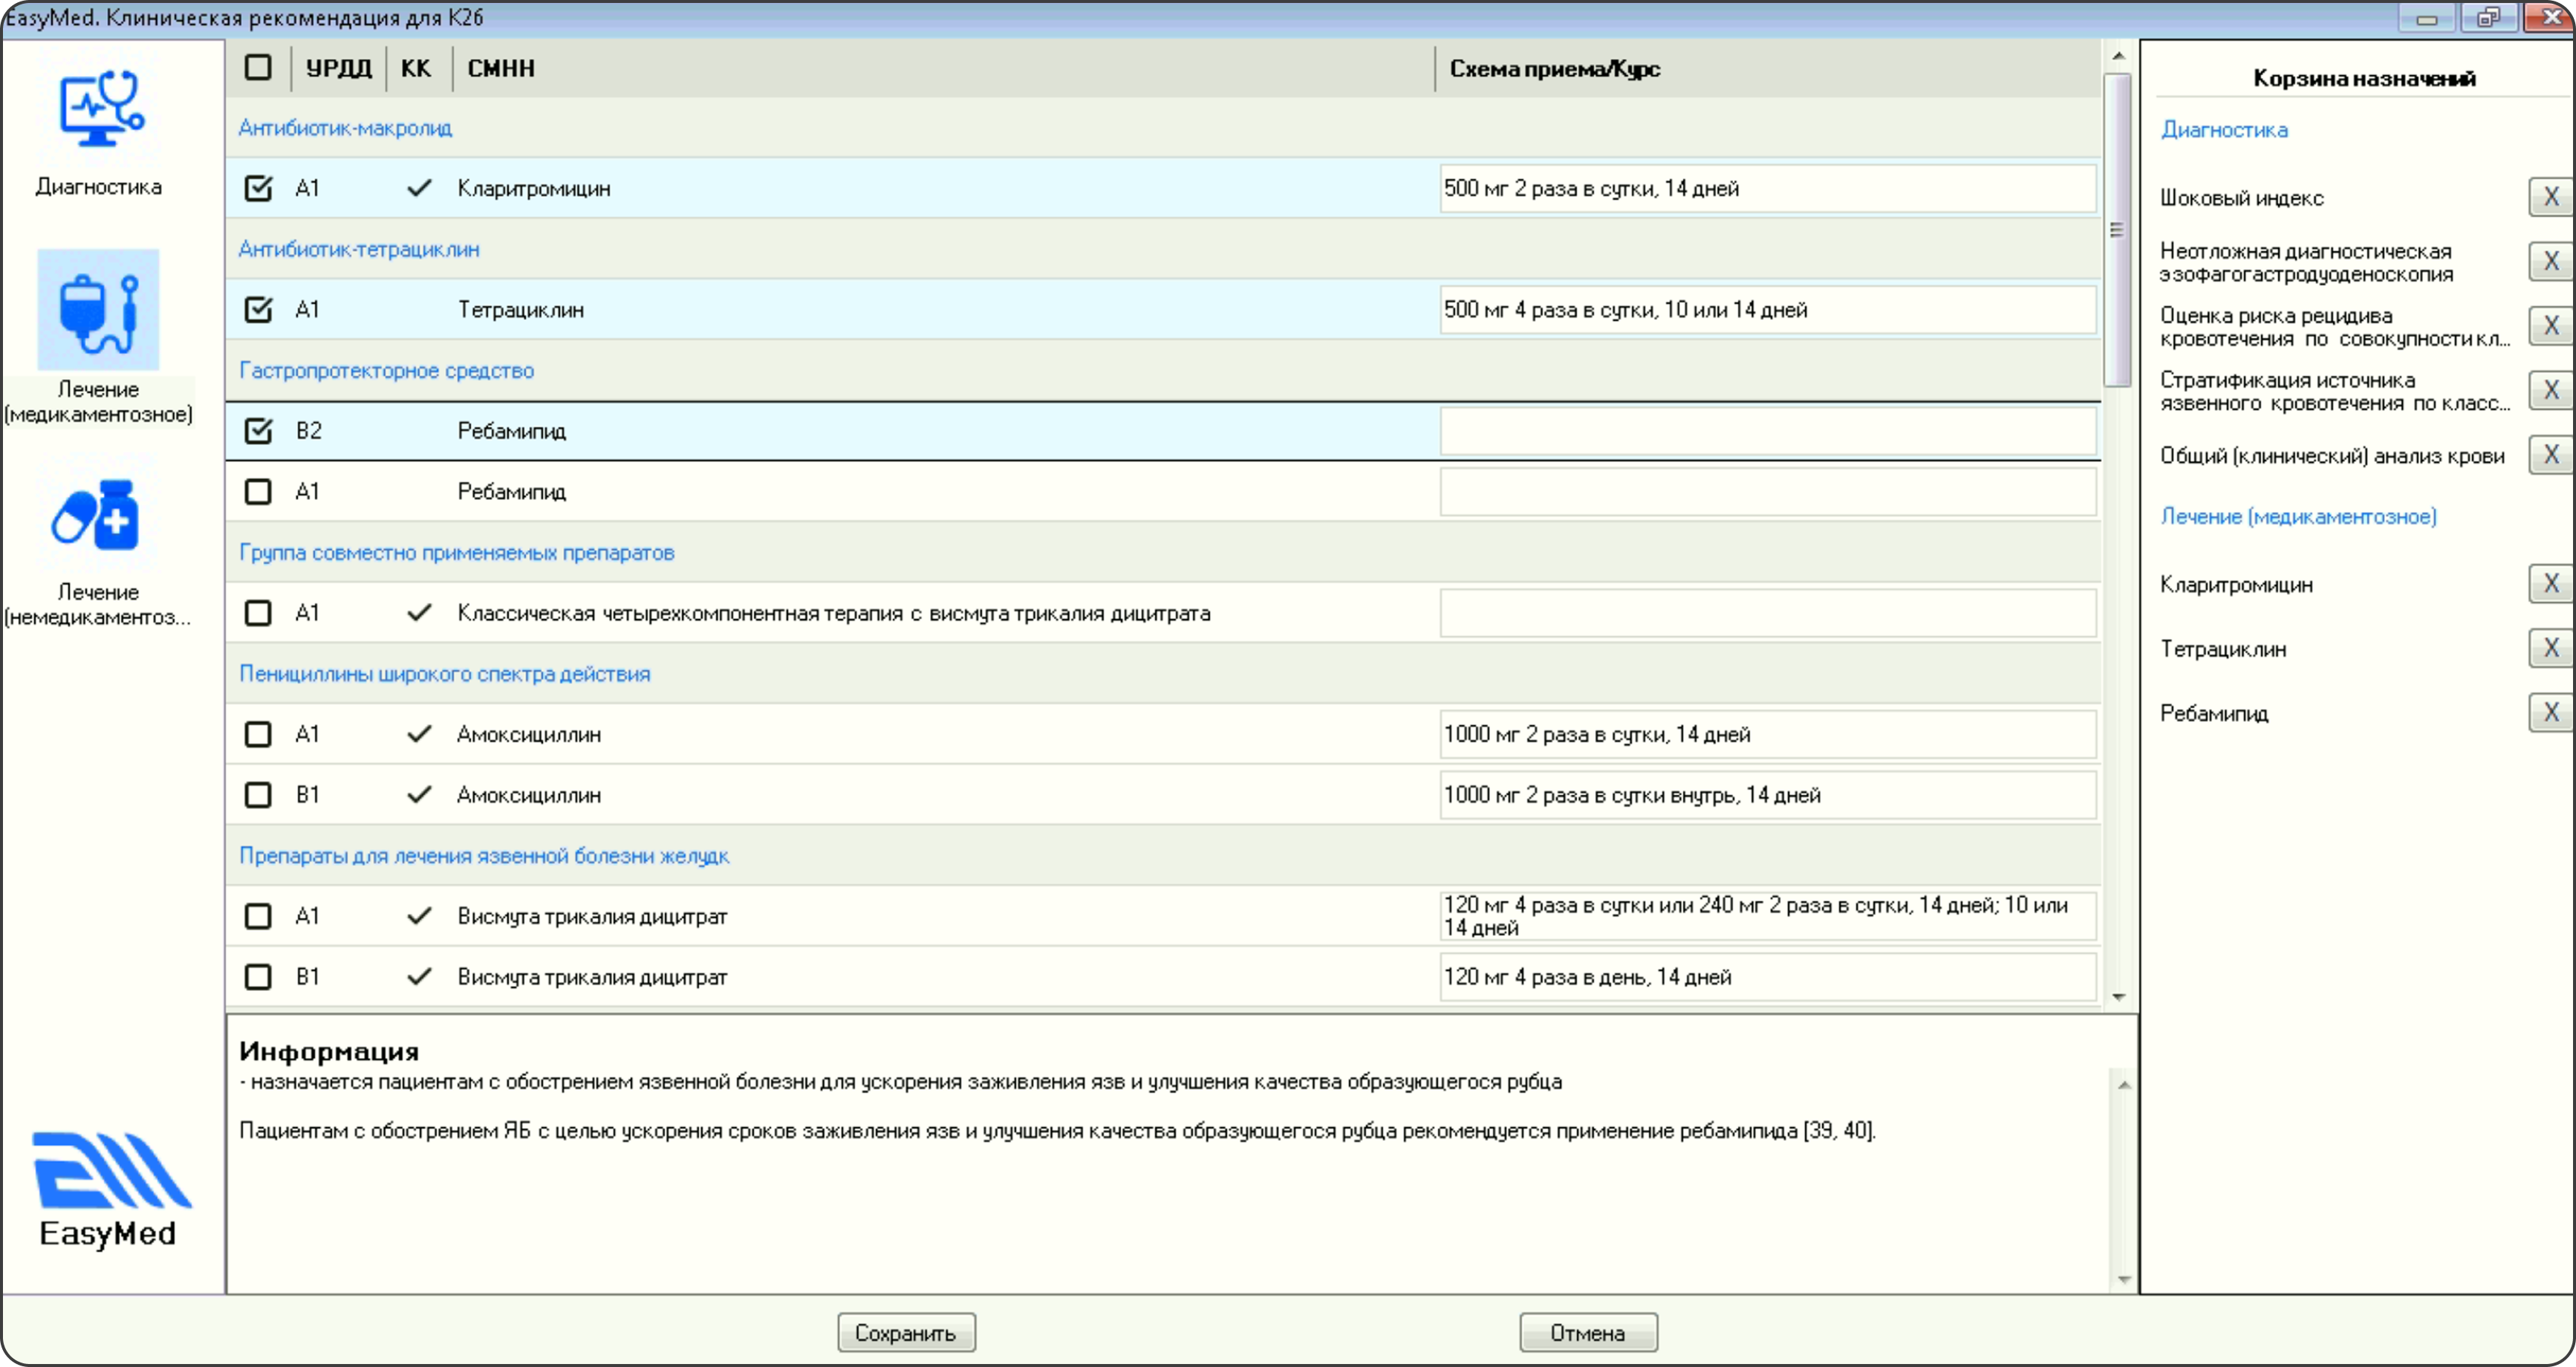 EasyMed. Клиническая рекомендация для K26
Диагностика
Лечение
(медикаментозное)
Лечение
(немедикаментоз...
EasyMed
УРДД КК СМНН Схема приема/Курс
Антибиотик-макролид
A1 Кларитромицин 500 мг 2 раза в сутки, 14 дней
Антибиотик-тетрациклин
A1 Тетрациклин 500 мг 4 раза в сутки, 10 или 14 дней
Гастропротекторное средство
B2 Ребамипид
A1 Ребамипид
Группа совместно применяемых препаратов
A1 Классическая четырехкомпонентная терапия с висмута трикалия дицитрата
Пенициллины широкого спектра действия
A1 Амоксициллин 1000 мг 2 раза в сутки, 14 дней
B1 Амоксициллин 1000 мг 2 раза в сутки внутрь, 14 дней
Препараты для лечения язвенной болезни желудк
A1 Висмута трикалия дицитрат 120 мг 4 раза в сутки или 240 мг 2 раза в сутки, 14 дней; 10 или
14 дней
B1 Висмута трикалия дицитрат 120 мг 4 раза в день, 14 дней
Информация
- назначается пациентам с обострением язвенной болезни для ускорения заживления язв и улучшения качества образующегося рубца
Пациентам с обострением ЯБ с целью ускорения сроков заживления язв и улучшения качества образующегося рубца рекомендуется применение ребамипида [39, 40].
Корзина назначений
Диагностика
Шоковый индекс X
Неотложная диагностическая
эзофагогастродуоденоскопия X
Оценка риска рецидива
кровотечения по совокупности кл... X
Стратификация источника
язвенного кровотечения по класс... X
Общий (клинический) анализ крови X
Лечение (медикаментозное)
Кларитромицин X
Тетрациклин X
Ребамипид X
Сохранить Отмена